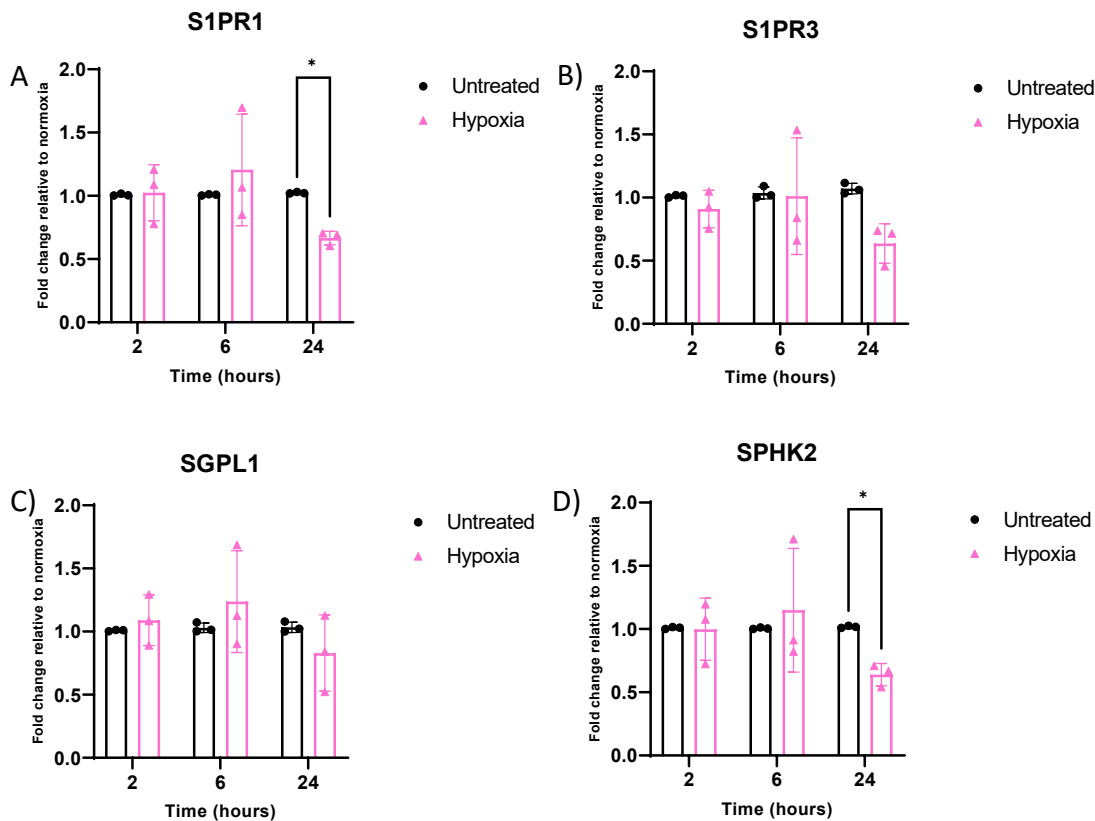 S1PR1
A
*
Untreated
Hypoxia
Fold change relative to normoxia
2.0
1.5
1.0
0.5
0.0
2 6 24
Time (hours)
S1PR3
B)
Untreated
Hypoxia
Fold change relative to normoxia
2.0
1.5
1.0
0.5
0.0
2 6 24
Time (hours)
SGPL1
C)
Untreated
Hypoxia
Fold change relative to normoxia
2.0
1.5
1.0
0.5
0.0
2 6 24
Time (hours)
SPHK2
D)
*
Untreated
Hypoxia
Fold change relative to normoxia
2.0
1.5
1.0
0.5
0.0
2 6 24
Time (hours)